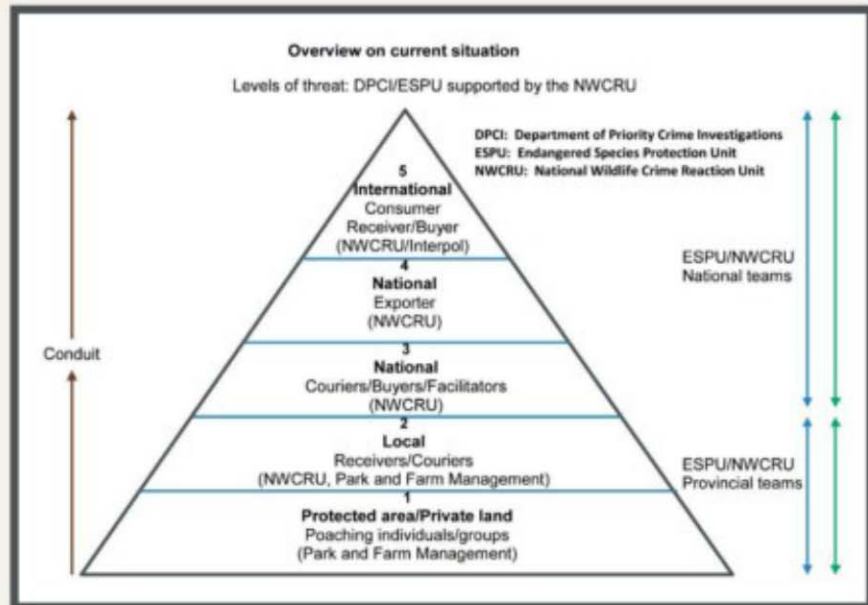 Overview on current situation
Levels of threat: DPCI/ESPU supported by the NWCRU
DPCI: Department of Priority Crime Investigations
ESPU: Endangered Species Protection Unit
NWCRU: National Wildlife Crime Reaction Unit
5
International
Consumer
Receiver/Buyer
(NWCRU/Interpol)
4
National
Exporter
(NWCRU)
3
National
Couriers/Buyers/Facilitators
(NWCRU)
2
Local
Receivers/Couriers
(NWCRU, Park and Farm Management)
1
Protected area/Private land
Poaching individuals/groups
(Park and Farm Management)
Conduit
ESPU/NWCRU
National teams
ESPU/NWCRU
Provincial teams